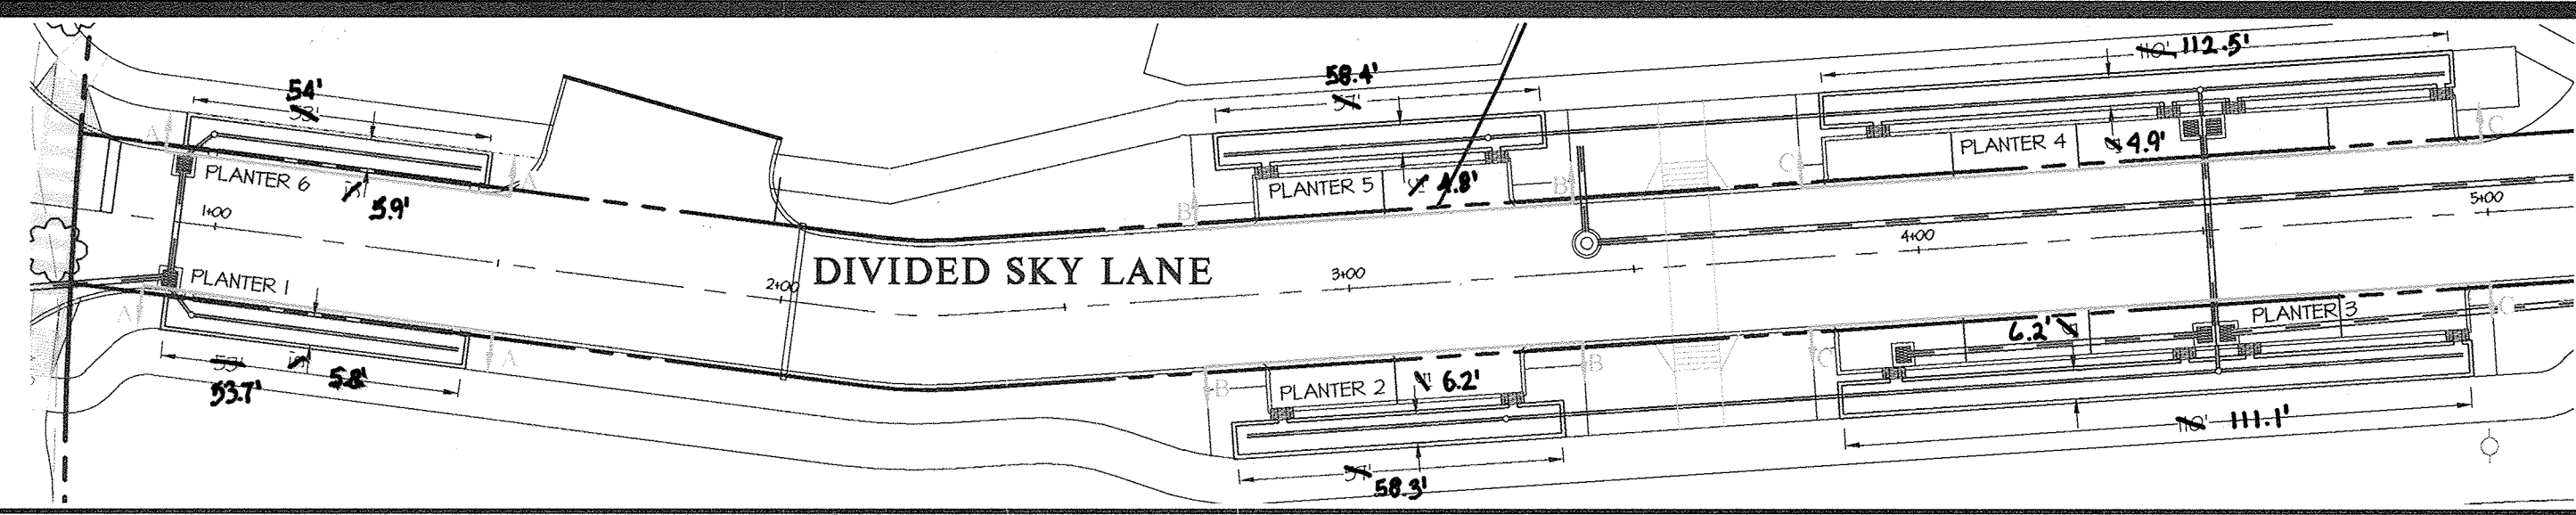 110' 112.5'
54'
53'
58.4'
57'
C
A
PLANTER 4
4.9'
A
PLANTER 6
PLANTER 5
4.8'
B
C
5.9'
B
5+00
1+00
4+00
DIVIDED SKY LANE
3+00
PLANTER 1
2+00
A
C
PLANTER 3
6.2'
A
B
C
53'
5.8'
B
PLANTER 2
6.2'
53.7'
110' 111.1'
57'
58.3'